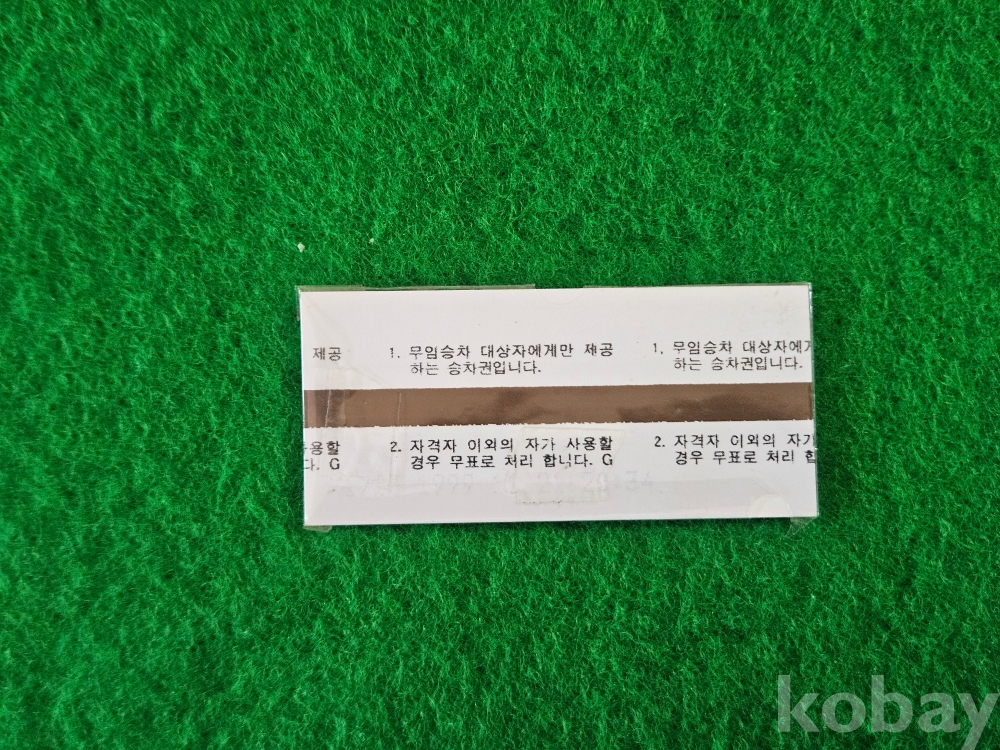 제공 1. 무임승차 대상자에게만 제공 1. 무임승차 대상자에게
하는 승차권입니다. 하는 승차권입니다.
용할 2. 자격자 이외의 자가 사용할 2. 자격자 이외의 자가
다. G 경우 무표로 처리 합니다. G 경우 무표로 처리 합
kobay